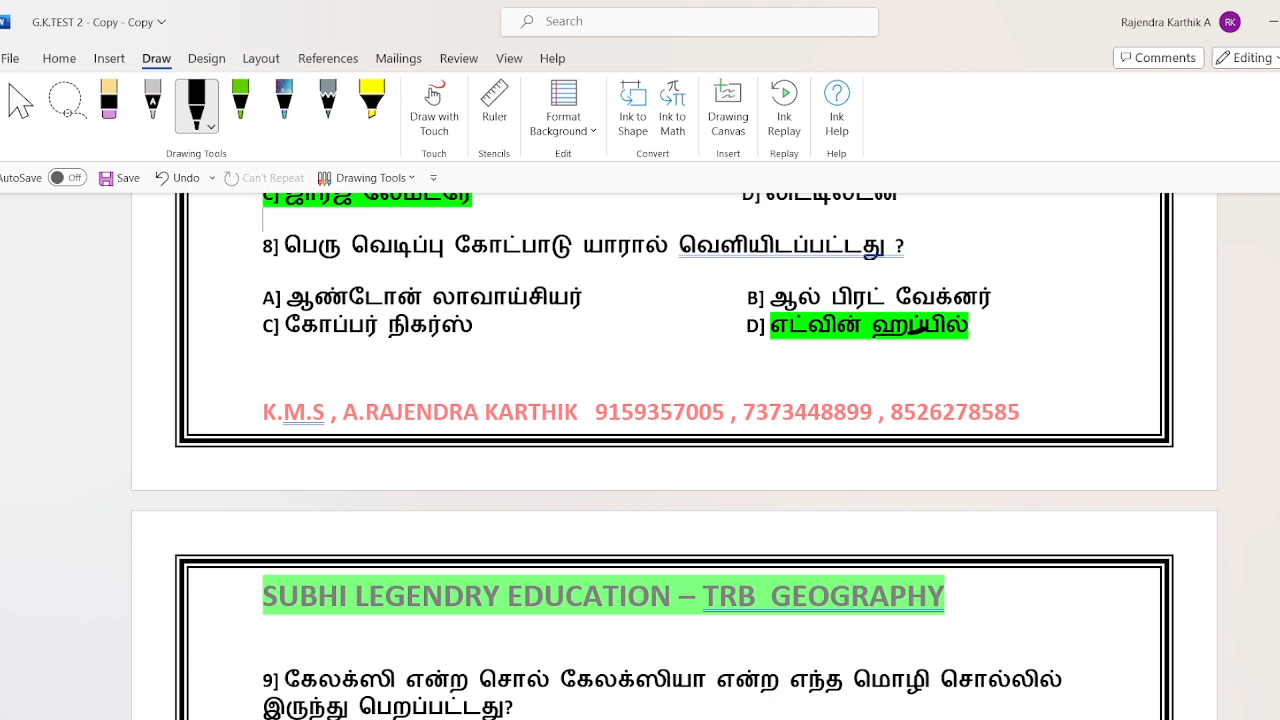 G.K.TEST 2 - Copy - Copy
Search
Rajendra Karthik A RK
File Home Insert Draw Design Layout References Mailings Review View Help
Comments Editing
Draw with Touch
Ruler
Format Background
Ink to Shape
Ink to Math
Drawing Canvas
Ink Replay
Ink Help
Drawing Tools Touch Stencils Edit Convert Insert Replay Help
AutoSave Off Save Undo Can't Repeat Drawing Tools
8] பெரு வெடிப்பு கோட்பாடு யாரால் வெளியிடப்பட்டது ?
A] ஆண்டோன் லாவாய்சியர் B] ஆல் பிரட் வேக்னர்
C] கோப்பர் நிகர்ஸ் D] எட்வின் ஹப்பில்
K.M.S , A.RAJENDRA KARTHIK 9159357005 , 7373448899 , 8526278585
SUBHI LEGENDRY EDUCATION – TRB GEOGRAPHY
9] கேலக்ஸி என்ற சொல் கேலக்ஸியா என்ற எந்த மொழி சொல்லில்
இருந்து பெறப்பட்டது?